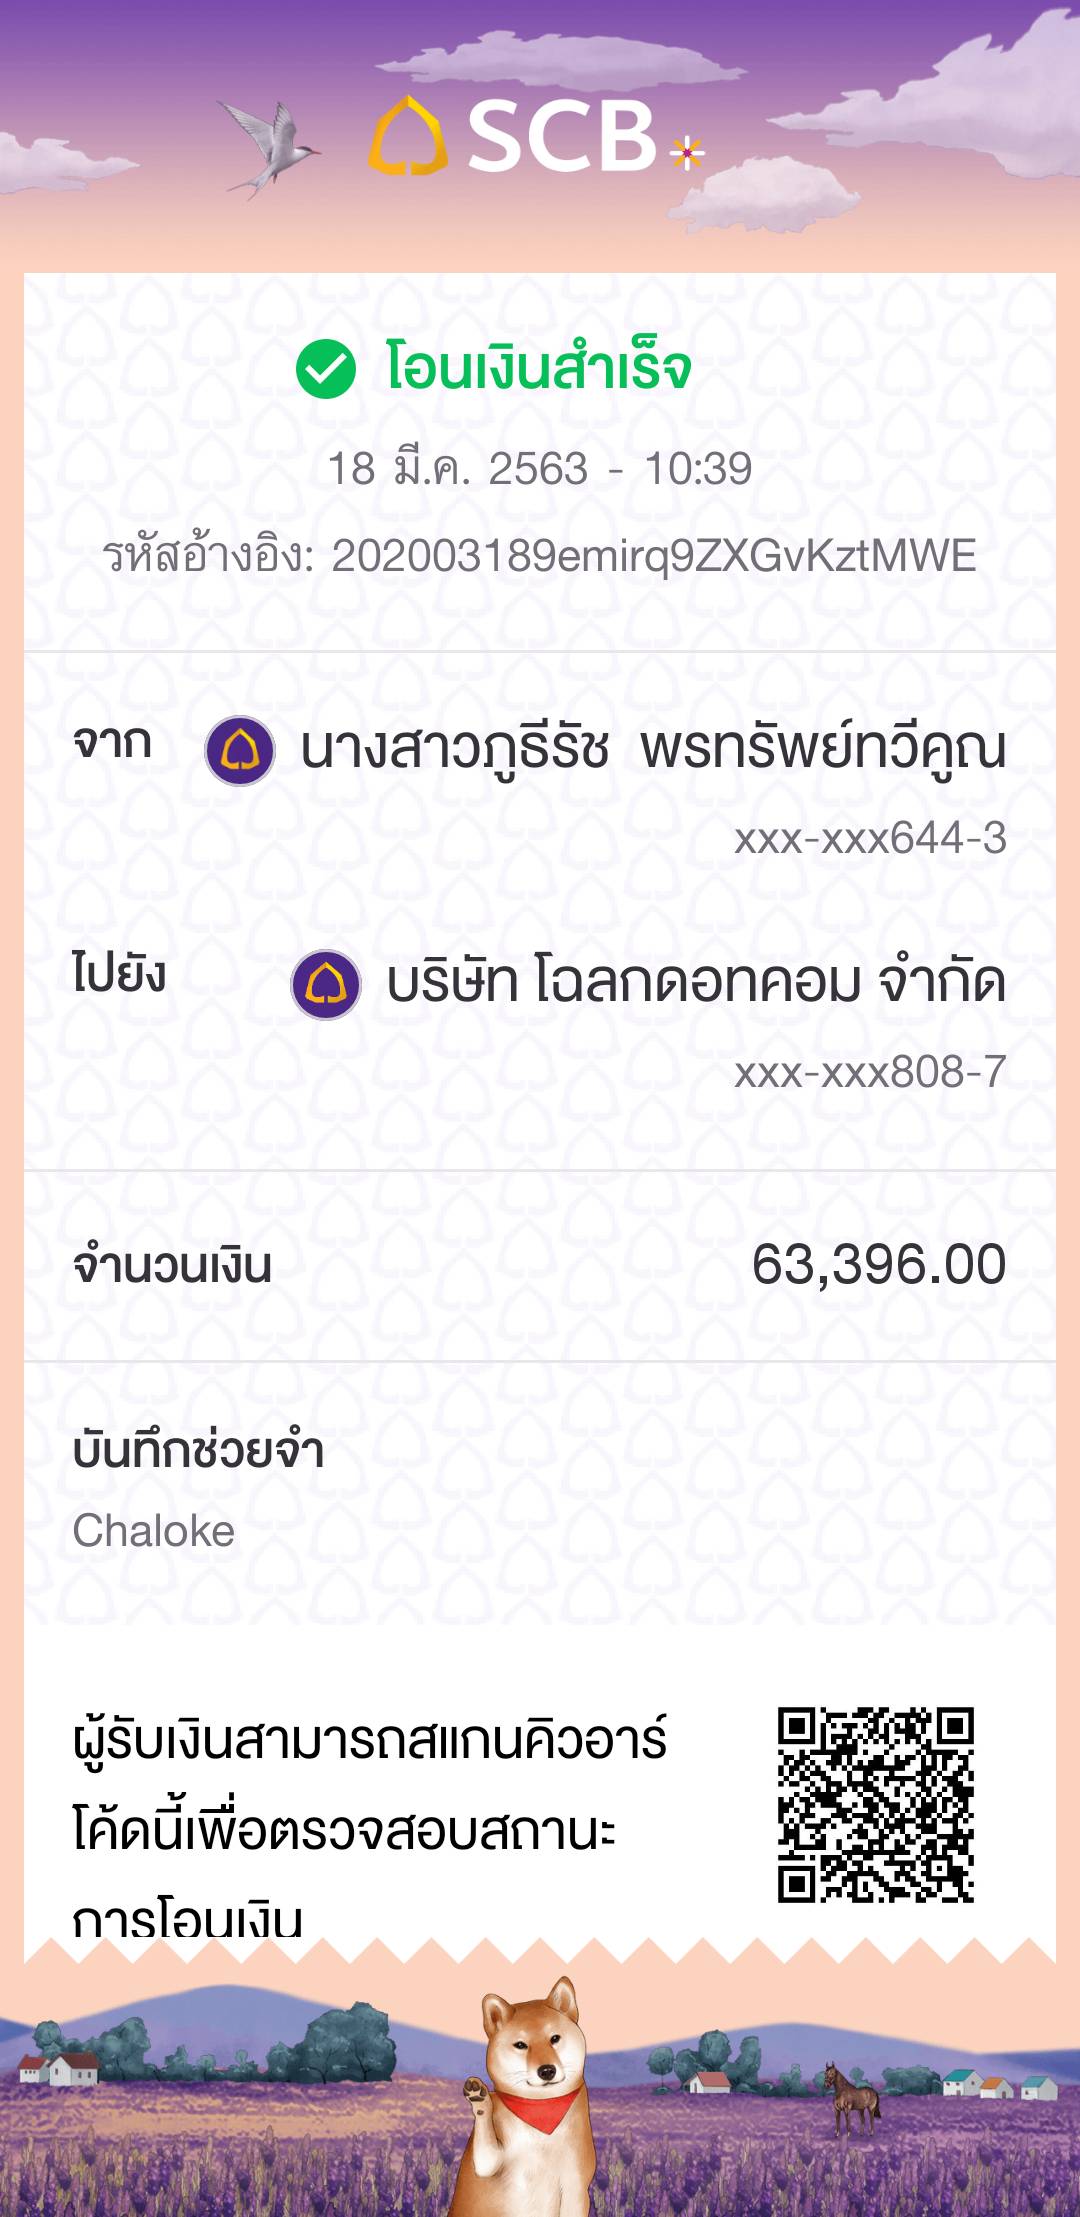 SCB
โอนเงินสำเร็จ
18 มี.ค. 2563 - 10:39
รหัสอ้างอิง: 202003189emirq9ZXGvKztMWE
จาก นางสาวภูธีรัช พรทรัพย์ทวีคูณ
xxx-xxx644-3
ไปยัง บริษัท โฉลกดอทคอม จำกัด
xxx-xxx808-7
จำนวนเงิน 63,396.00
บันทึกช่วยจำ
Chaloke
ผู้รับเงินสามารถสแกนคิวอาร์
โค้ดนี้เพื่อตรวจสอบสถานะ
การโอนเงิน